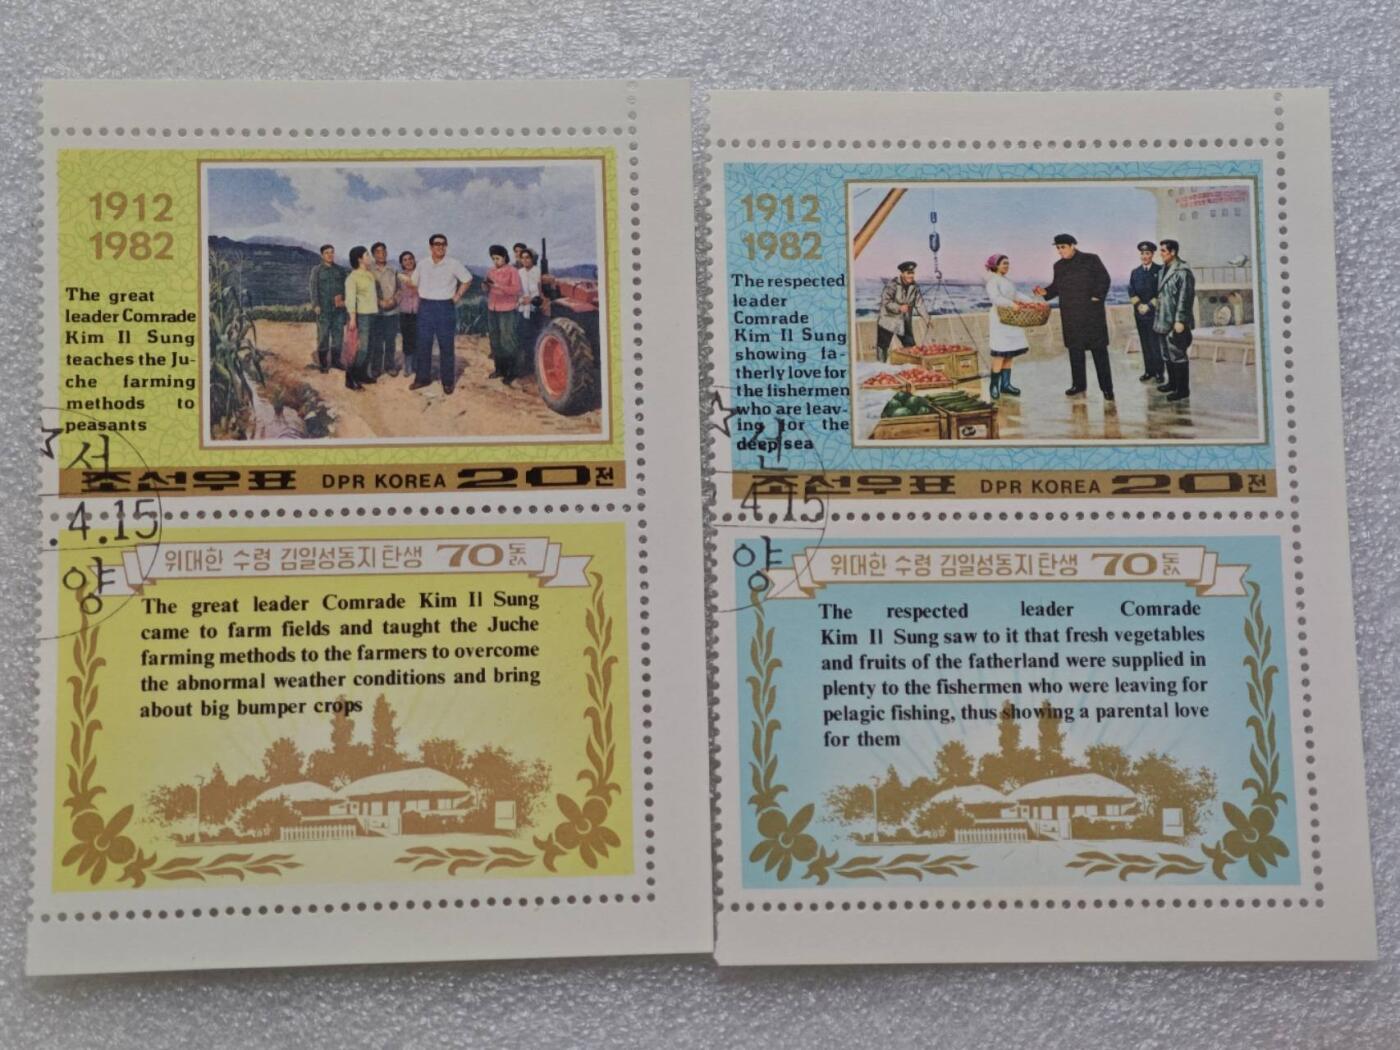 1912
1982
The great
leader Comrade
Kim Il Sung
teaches the Ju-
che farming
methods to
peasants
조선우표 DPR KOREA 20전
선
4.15
양
위대한 수령 김일성동지 탄생 70돐
The great leader Comrade Kim Il Sung
came to farm fields and taught the Juche
farming methods to the farmers to overcome
the abnormal weather conditions and bring
about big bumper crops
1912
1982
The respected
leader
Comrade
Kim Il Sung
showing fa-
therly love for
the fishermen
who are leav-
ing for the
deep sea
조선우표 DPR KOREA 20전
선
4.15
양
위대한 수령 김일성동지 탄생 70돐
The respected leader Comrade
Kim Il Sung saw to it that fresh vegetables
and fruits of the fatherland were supplied in
plenty to the fishermen who were leaving for
pelagic fishing, thus showing a parental love
for them